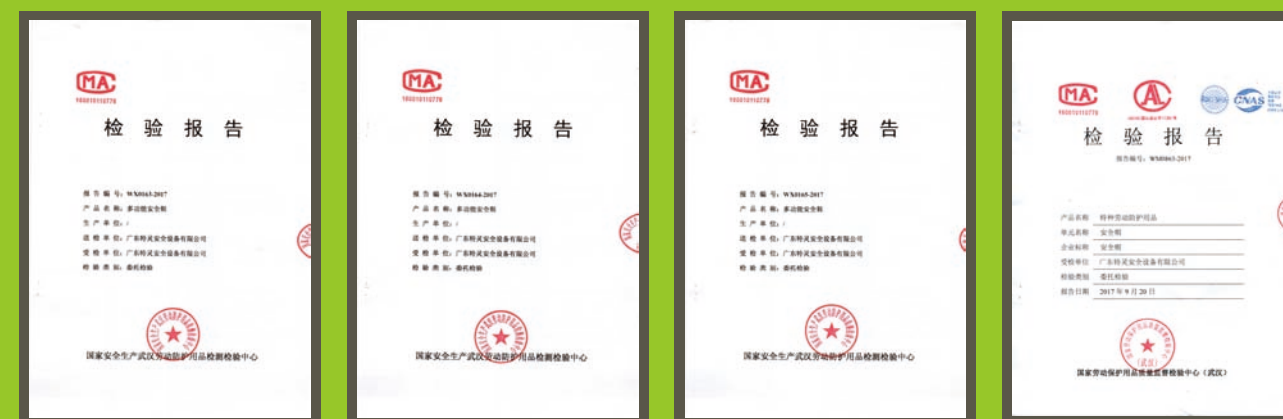 MA
160010110778
检验报告
报告编号：WX0163-2017
产品名称：多功能安全帽
生产单位：/
送检单位：广东特灵安全设备有限公司
受检单位：广东特灵安全设备有限公司
检验类别：委托检验
国家安全生产武汉劳动防护用品检测检验中心
MA
160010110778
检验报告
报告编号：WX0164-2017
产品名称：多功能安全帽
生产单位：/
送检单位：广东特灵安全设备有限公司
受检单位：广东特灵安全设备有限公司
检验类别：委托检验
国家安全生产武汉劳动防护用品检测检验中心
MA
160010110778
检验报告
报告编号：WX0165-2017
产品名称：多功能安全帽
生产单位：/
送检单位：广东特灵安全设备有限公司
受检单位：广东特灵安全设备有限公司
检验类别：委托检验
国家安全生产武汉劳动防护用品检测检验中心
MA
AL
CNAS
检验报告
产品名称 特种劳动防护用品
单元名称 安全帽
企业标称 安全帽
受检单位 广东特灵安全设备有限公司
检验类别 委托检验
报告日期 2017年9月20日
（武汉）
国家劳动保护用品质量监督检验中心（武汉）